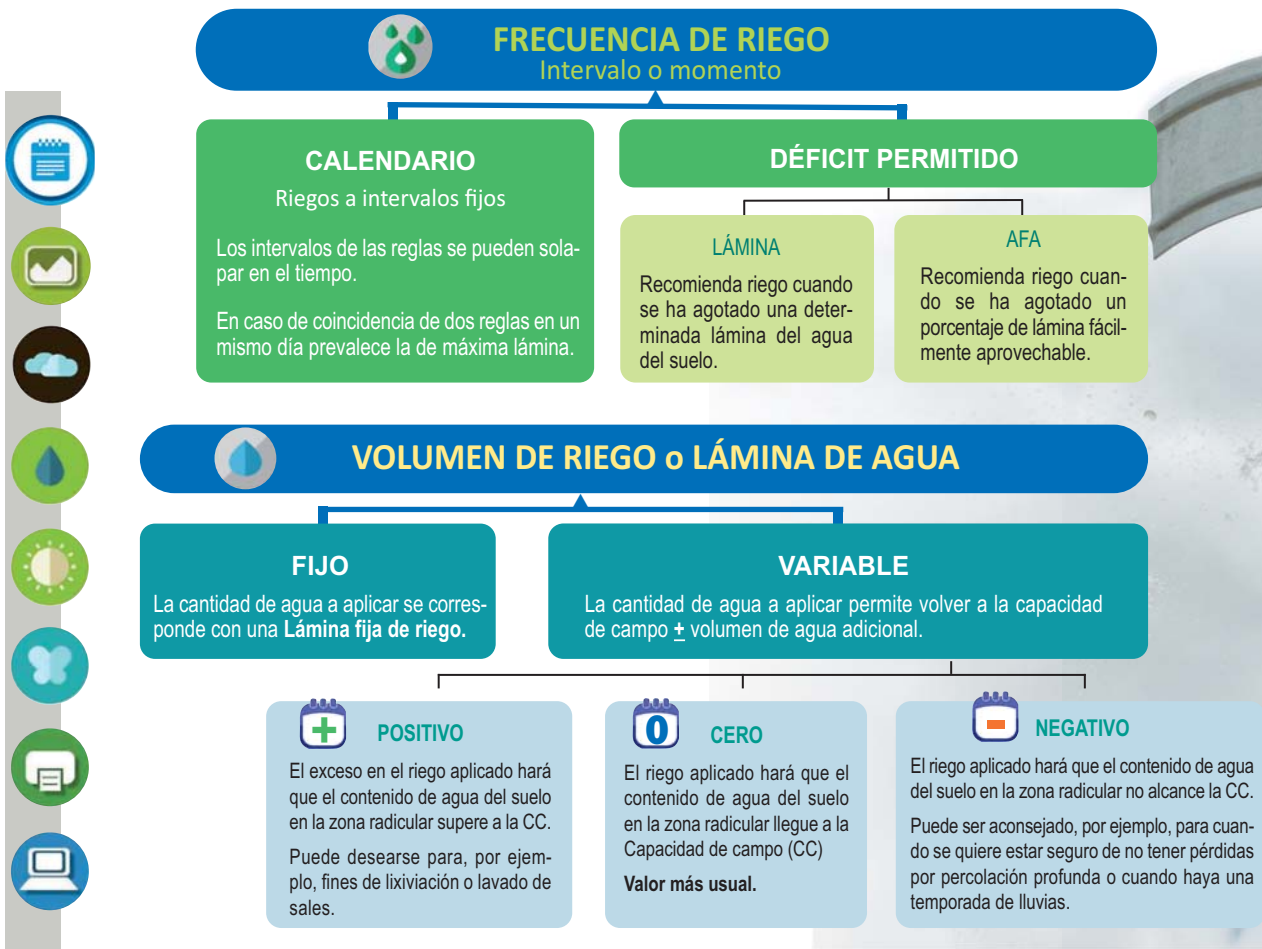 FRECUENCIA DE RIEGO
Intervalo o momento
CALENDARIO
Riegos a intervalos fijos
Los intervalos de las reglas se pueden sola-
par en el tiempo.
En caso de coincidencia de dos reglas en un
mismo día prevalece la de máxima lámina.
DÉFICIT PERMITIDO
LÁMINA
Recomienda riego cuando
se ha agotado una deter-
minada lámina del agua
del suelo.
AFA
Recomienda riego cuan-
do se ha agotado un
porcentaje de lámina fácil-
mente aprovechable.
VOLUMEN DE RIEGO o LÁMINA DE AGUA
FIJO
La cantidad de agua a aplicar se corres-
ponde con una Lámina fija de riego.
VARIABLE
La cantidad de agua a aplicar permite volver a la capacidad
de campo ± volumen de agua adicional.
+ POSITIVO
El exceso en el riego aplicado hará
que el contenido de agua del suelo
en la zona radicular supere a la CC.
Puede desearse para, por ejem-
plo, fines de lixiviación o lavado de
sales.
0 CERO
El riego aplicado hará que el
contenido de agua del suelo
en la zona radicular llegue a la
Capacidad de campo (CC)
Valor más usual.
- NEGATIVO
El riego aplicado hará que el contenido de agua
del suelo en la zona radicular no alcance la CC.
Puede ser aconsejado, por ejemplo, para cuan-
do se quiere estar seguro de no tener pérdidas
por percolación profunda o cuando haya una
temporada de lluvias.